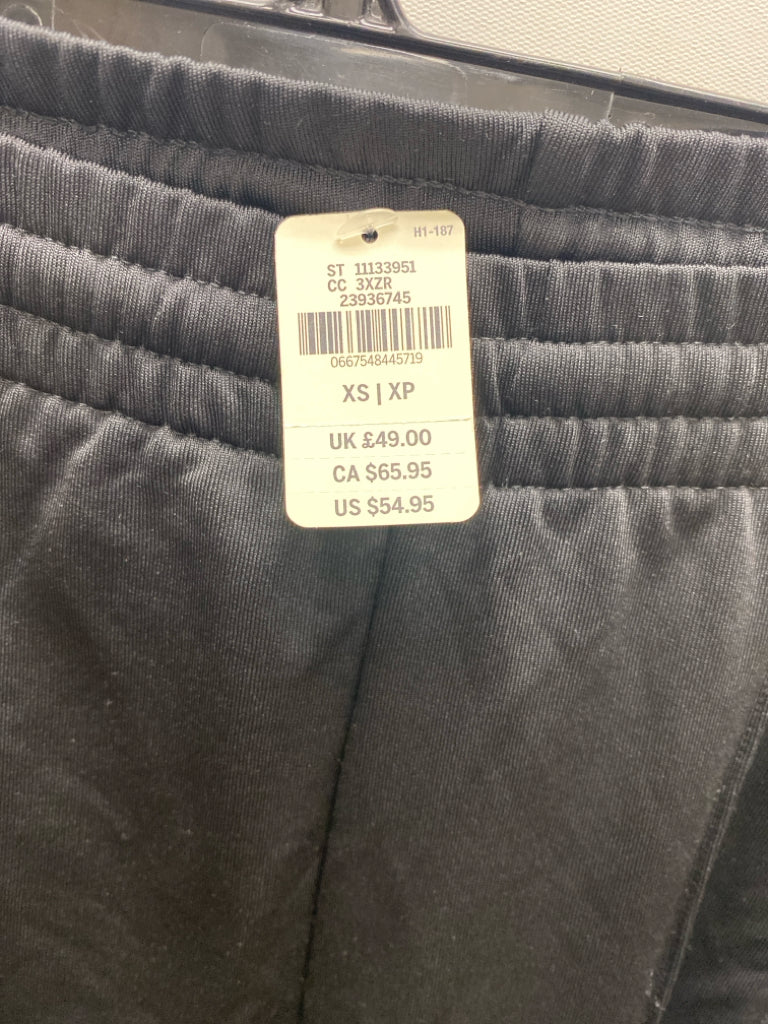 H1-187
ST 11133951
CC 3XZR
23936745
0667548445719
XS | XP
UK £49.00
CA $65.95
US $54.95